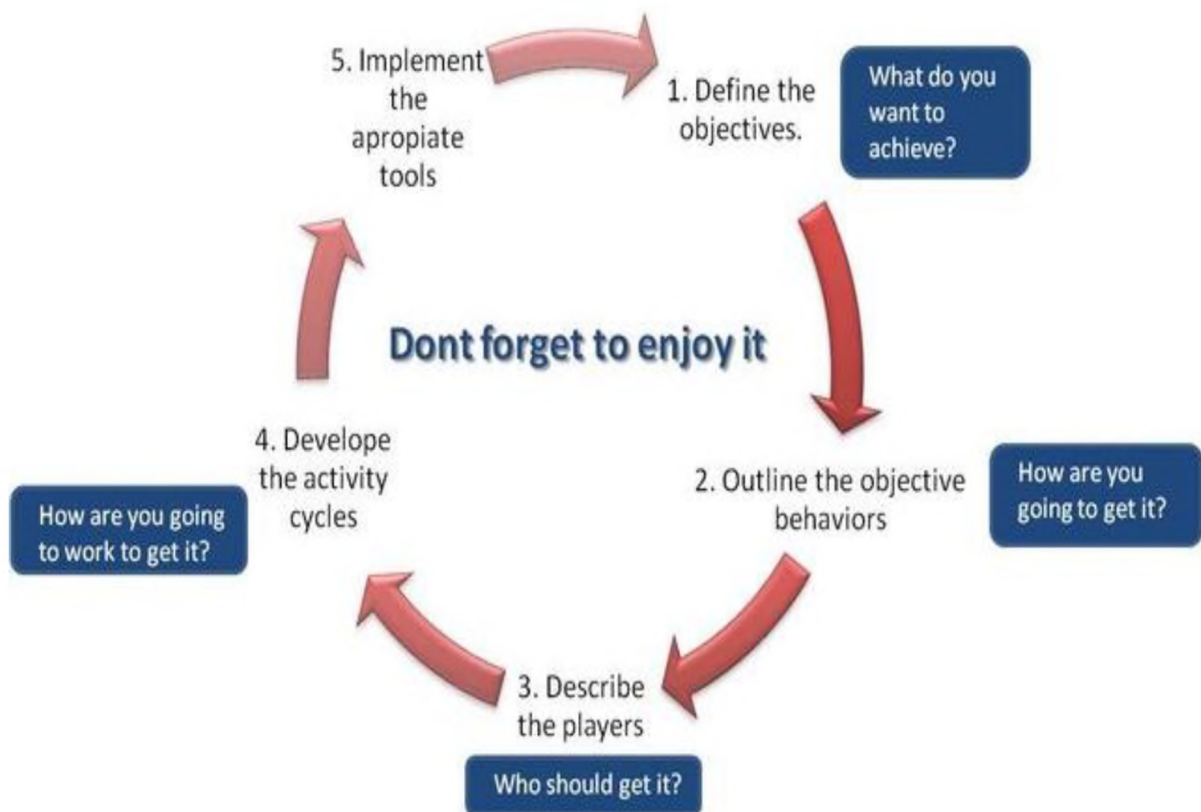 5. Implement
the
apropiate
tools
1. Define the
objectives.
What do you
want to
achieve?
Dont forget to enjoy it
4. Develope
the activity
cycles
How are you going
to work to get it?
2. Outline the objective
behaviors
How are you
going to get it?
3. Describe
the players
Who should get it?